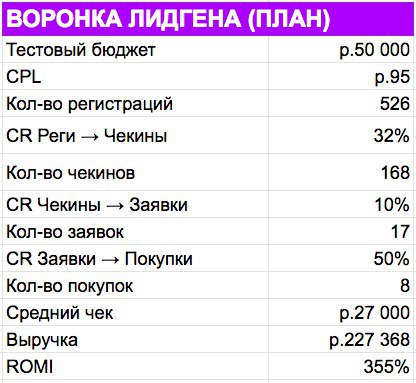 ВОРОНКА ЛИДГЕНА (ПЛАН)
Тестовый бюджет р.50 000
CPL р.95
Кол-во регистраций 526
CR Реги → Чекины 32%
Кол-во чекинов 168
CR Чекины → Заявки 10%
Кол-во заявок 17
CR Заявки → Покупки 50%
Кол-во покупок 8
Средний чек р.27 000
Выручка р.227 368
ROMI 355%